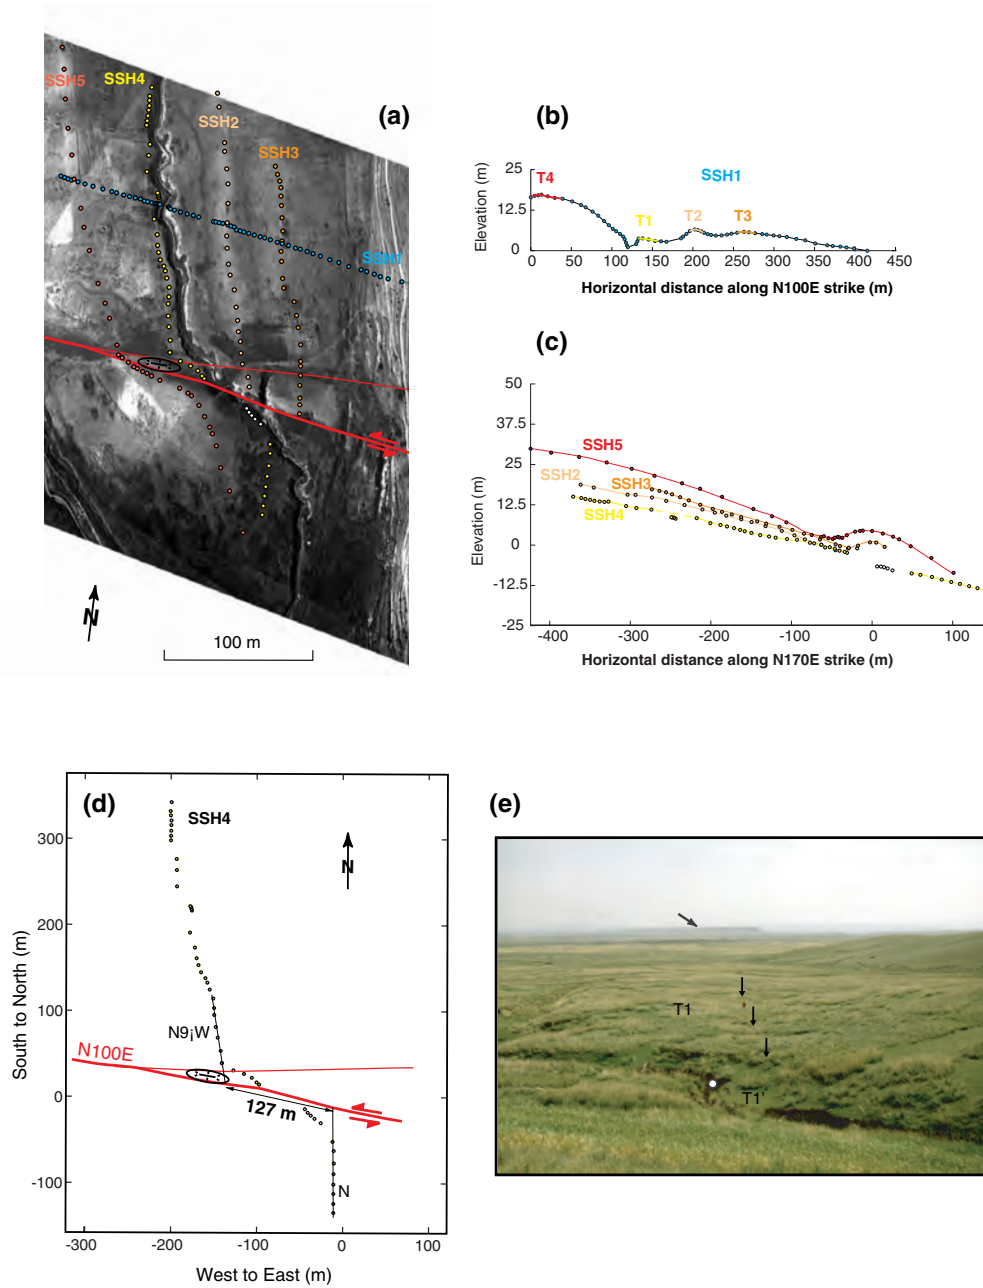 (a)
SSH5
SSH4
SSH2
SSH3
SSH1
N
100 m
(b)
Elevation (m)
25
12.5
0
T4
T1
T2
T3
SSH1
0 50 100 150 200 250 300 350 400 450
Horizontal distance along N100E strike (m)
(c)
Elevation (m)
50
37.5
25
12.5
0
-12.5
-25
SSH5
SSH2
SSH3
SSH4
-400 -300 -200 -100 0 100
Horizontal distance along N170E strike (m)
(d)
SSH4
N
South to North (m)
300
200
100
0
-100
N9¡W
N100E
127 m
N
-300 -200 -100 0 100
West to East (m)
(e)
T1
T1'